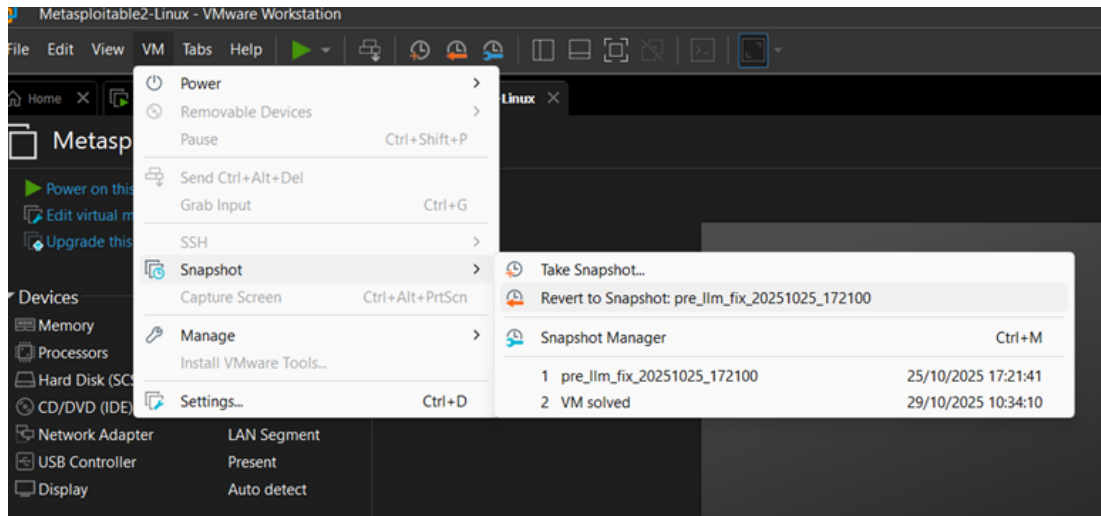 Metasploitable2-Linux - VMware Workstation
File Edit View VM Tabs Help
Home
-Linux
Metasp
Power on this
Edit virtual m
Upgrade this
Power
Removable Devices
Pause Ctrl+Shift+P
Send Ctrl+Alt+Del
Grab Input Ctrl+G
SSH
Snapshot
Capture Screen Ctrl+Alt+PrtScn
Manage
Install VMware Tools...
Settings... Ctrl+D
Take Snapshot...
Revert to Snapshot: pre_llm_fix_20251025_172100
Snapshot Manager Ctrl+M
1 pre_llm_fix_20251025_172100 25/10/2025 17:21:41
2 VM solved 29/10/2025 10:34:10
Devices
Memory
Processors
Hard Disk (SCS
CD/DVD (IDE)
Network Adapter LAN Segment
USB Controller Present
Display Auto detect